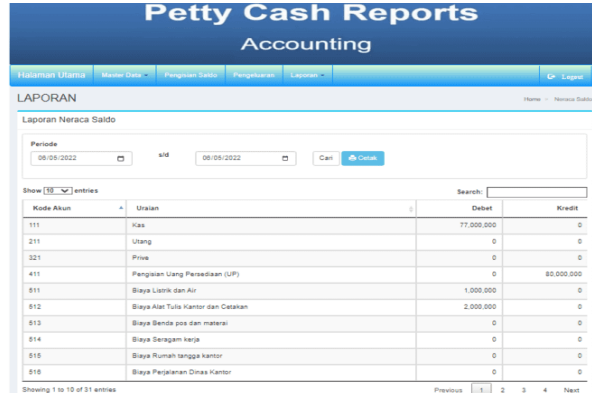 Petty Cash Reports
Accounting
Halaman Utama Master Data Pengisian Saldo Pengeluaran Laporan Logout
LAPORAN Home Neraca Saldo
Laporan Neraca Saldo
Periode
06/05/2022 s/d 06/05/2022 Cari Cetak
Show 10 entries Search:
Kode Akun Uraian Debet Kredit
111 Kas 77,000,000 0
211 Utang 0 0
321 Prive 0 0
411 Pengisian Uang Persediaan (UP) 0 80,000,000
511 Biaya Listrik dan Air 1,000,000 0
512 Biaya Alat Tulis Kantor dan Cetakan 2,000,000 0
513 Biaya Benda pos dan materai 0 0
514 Biaya Seragam kerja 0 0
515 Biaya Rumah tangga kantor 0 0
516 Biaya Perjalanan Dinas Kantor 0 0
Showing 1 to 10 of 31 entries Previous 1 2 3 4 Next